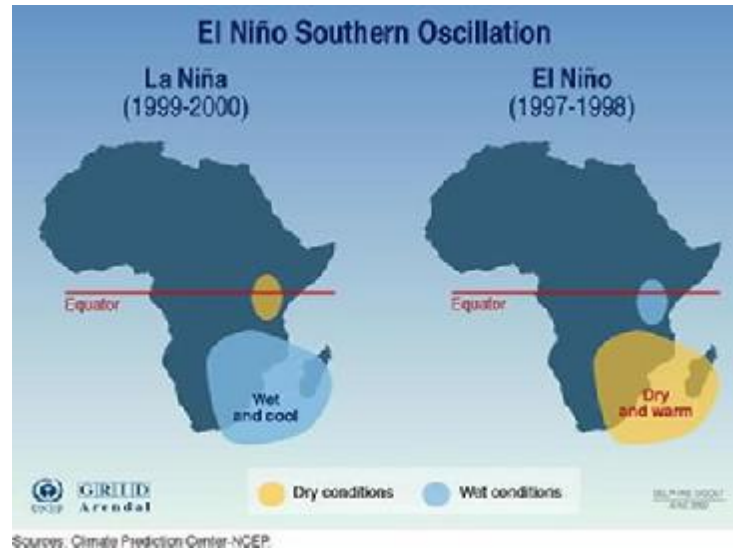 El Niño Southern Oscillation
La Niña
(1999-2000)
El Niño
(1997-1998)
Equator
Equator
Wet
and cool
Dry
and warm
UNEP
GRID
Arendal
Dry conditions
Wet conditions
Sources: Climate Prediction Center-NCEP.